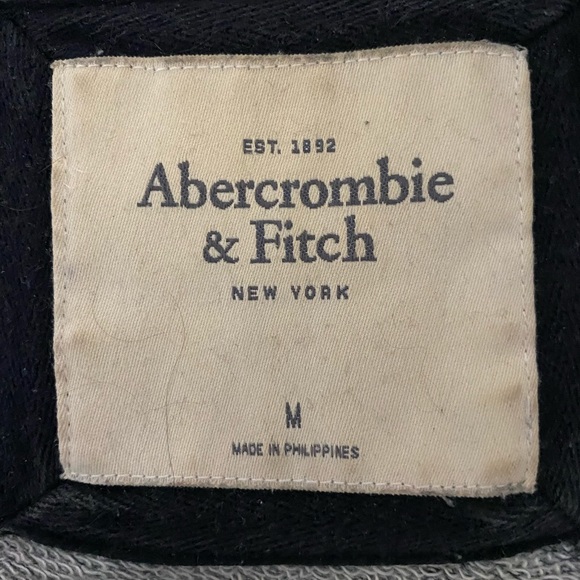 EST. 1892
Abercrombie
& Fitch
NEW YORK
M
MADE IN PHILIPPINES